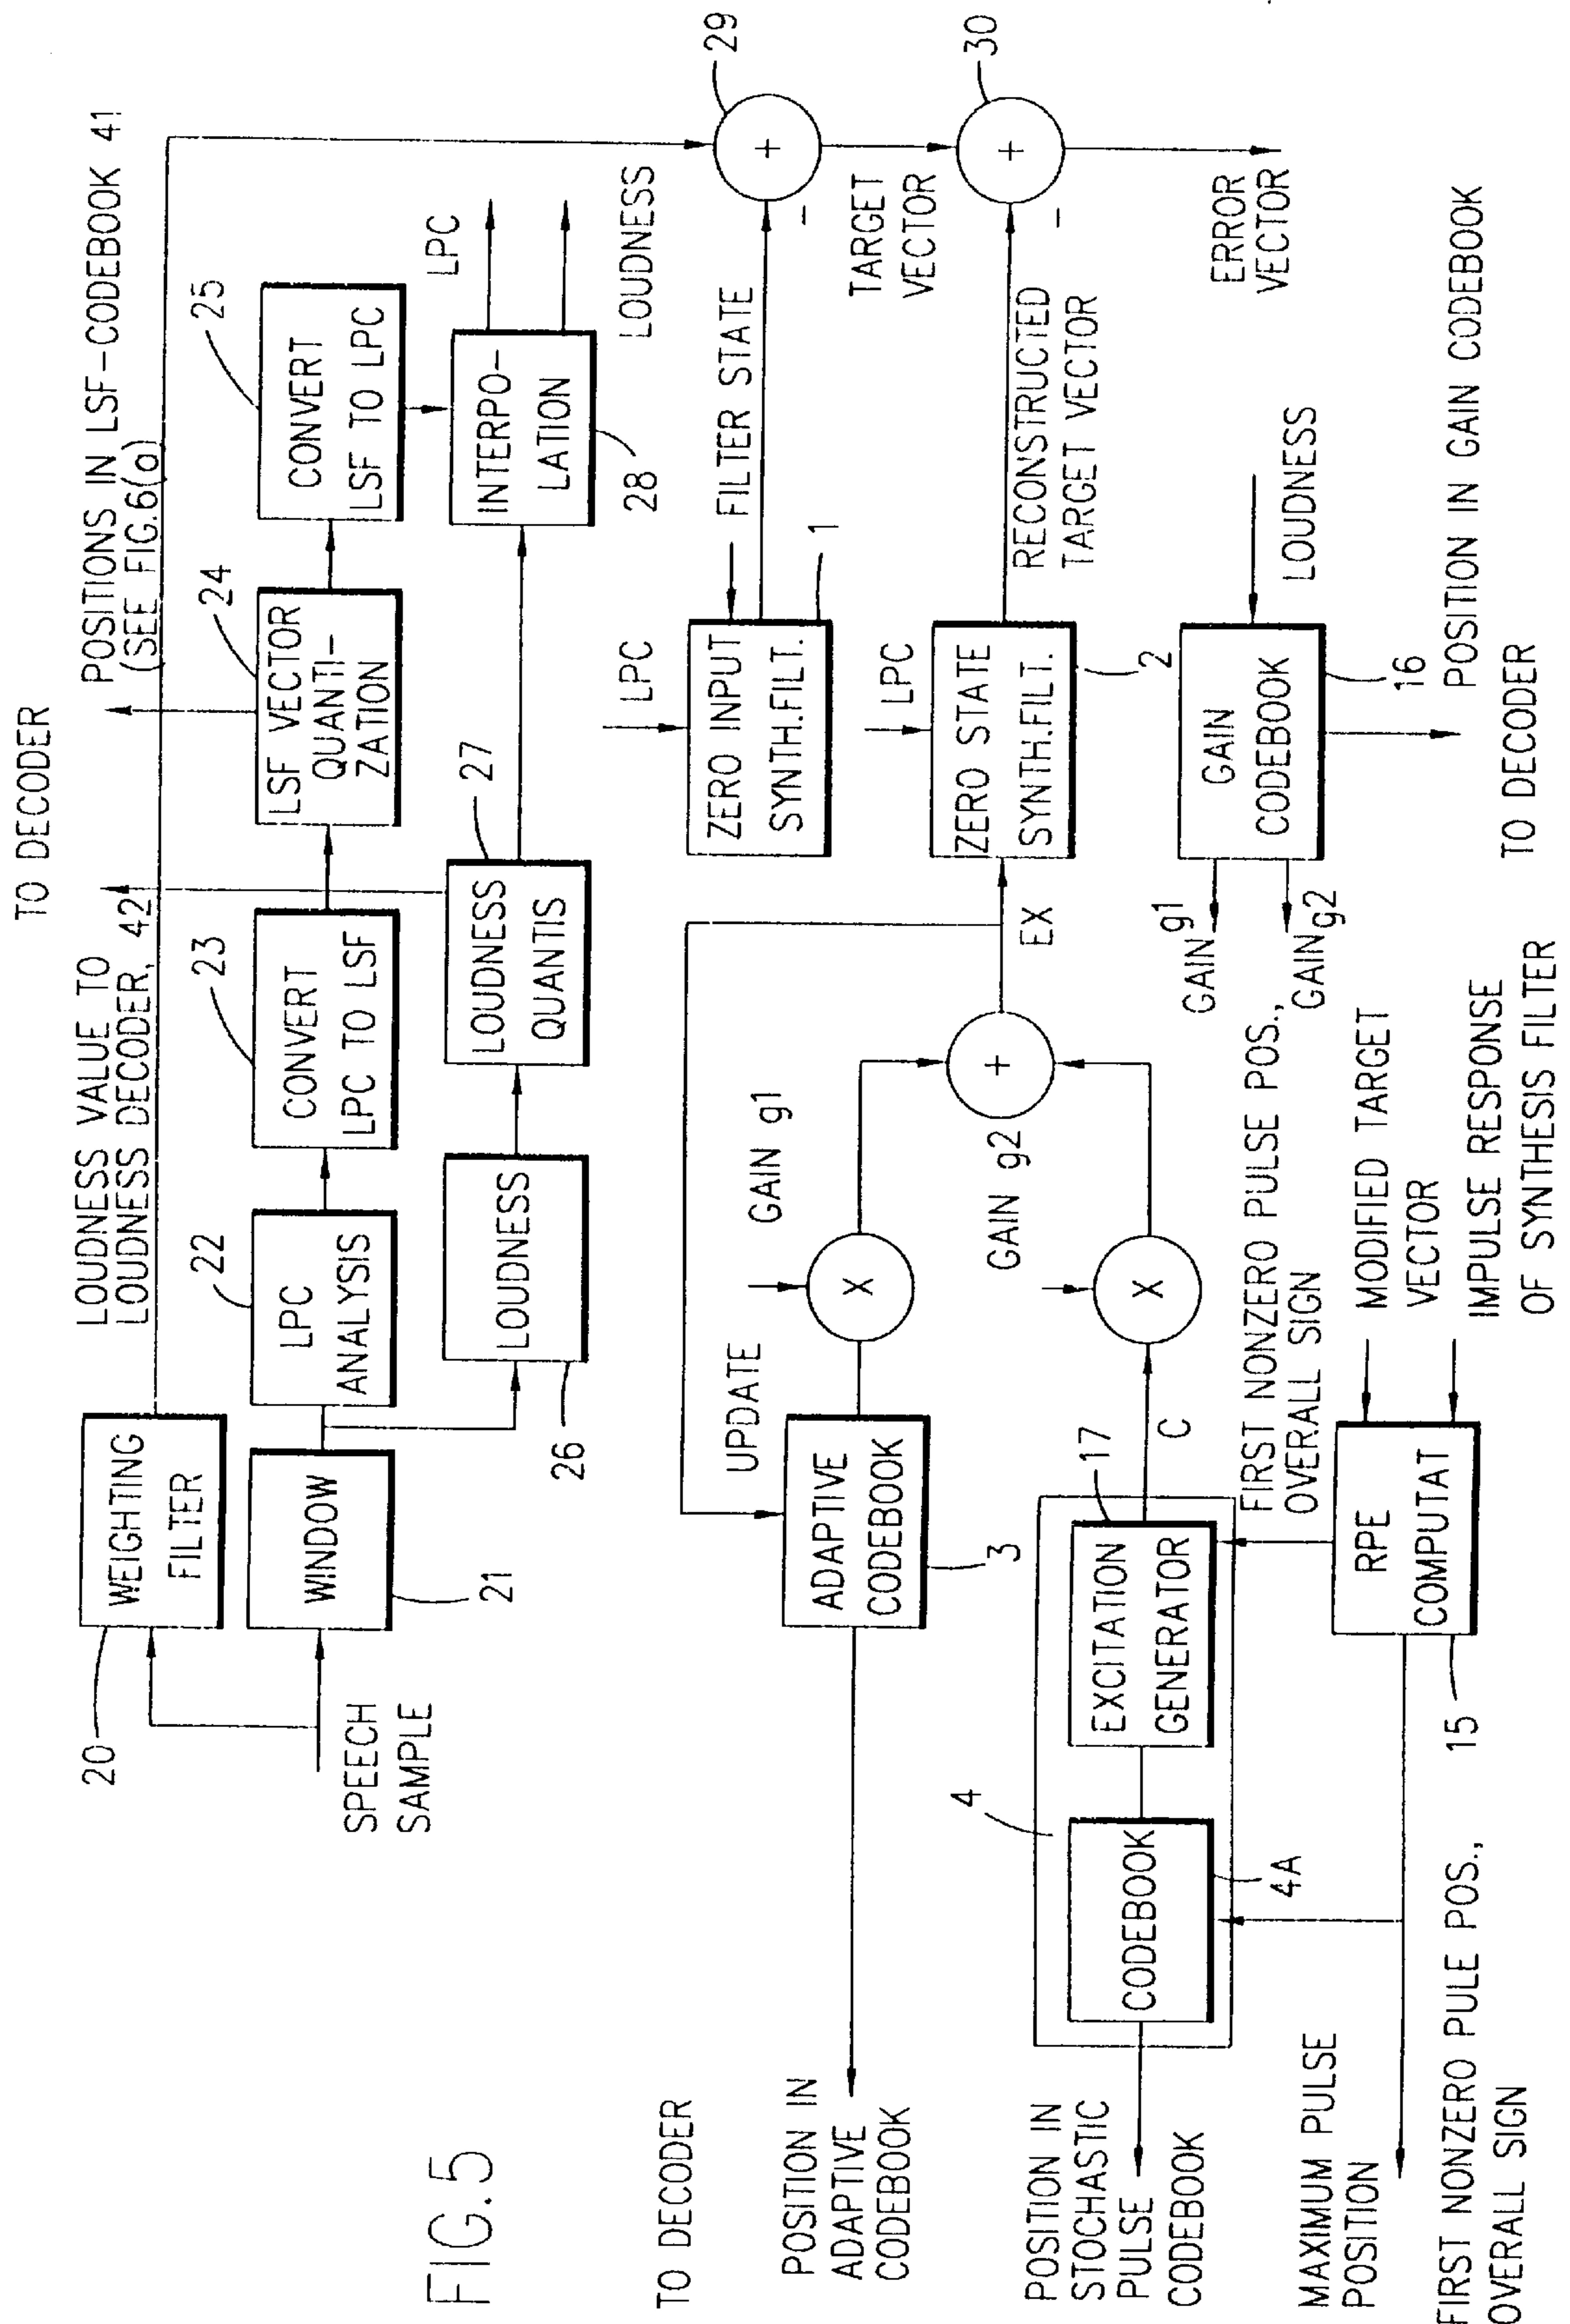 FIG.5
TO DECODER
LOUDNESS VALUE TO
LOUDNESS DECODER, 42
POSITIONS IN LSF-CODEBOOK 41
(SEE FIG.6(a)
20
WEIGHTING
FILTER
SPEECH
SAMPLE
WINDOW
21
22
LPC
ANALYSIS
23
CONVERT
LPC TO LSF
24
LSF VECTOR
QUANTI-
ZATION
25
CONVERT
LSF TO LPC
26
LOUDNESS
27
LOUDNESS
QUANTIS
INTERPO-
LATION
28
LPC
LOUDNESS
29
+
−
TARGET
VECTOR
30
+
−
ERROR
VECTOR
LPC
FILTER STATE
ZERO INPUT
SYNTH.FILT.
1
LPC
ZERO STATE
SYNTH.FILT.
2
RECONSTRUCTED
TARGET VECTOR
EX
UPDATE
ADAPTIVE
CODEBOOK
3
X
GAIN g1
+
GAIN g2
X
TO DECODER
POSITION IN
ADAPTIVE
CODEBOOK
4
CODEBOOK
4A
EXCITATION
GENERATOR
17
C
POSITION IN
STOCHASTIC
PULSE
CODEBOOK
FIRST NONZERO PULSE POS.,
OVERALL SIGN
RPE
COMPUTAT
15
MODIFIED TARGET
VECTOR
IMPULSE RESPONSE
OF SYNTHESIS FILTER
MAXIMUM PULSE
POSITION
FIRST NONZERO PULE POS.,
OVERALL SIGN
GAIN
CODEBOOK
16
LOUDNESS
GAIN g1
GAIN g2
POSITION IN GAIN CODEBOOK
TO DECODER